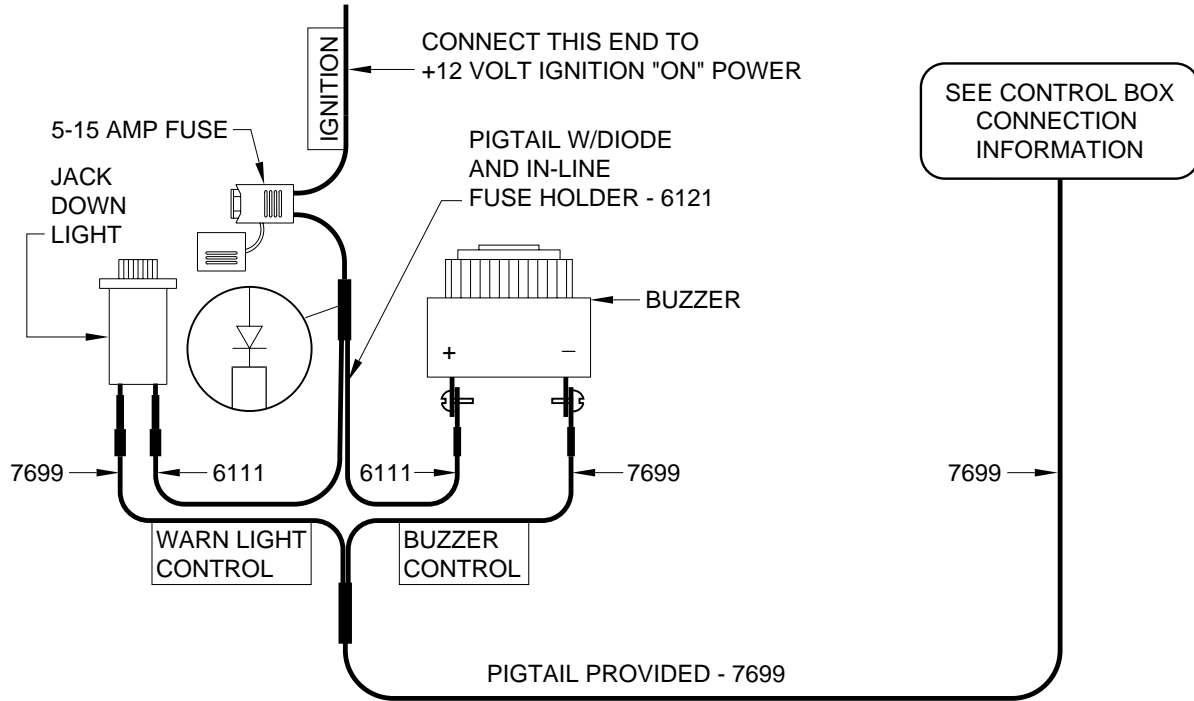 IGNITION
CONNECT THIS END TO
+12 VOLT IGNITION "ON" POWER
SEE CONTROL BOX
CONNECTION
INFORMATION
5-15 AMP FUSE
PIGTAIL W/DIODE
AND IN-LINE
FUSE HOLDER - 6121
JACK
DOWN
LIGHT
BUZZER
+
−
7699
6111
6111
7699
7699
WARN LIGHT
CONTROL
BUZZER
CONTROL
PIGTAIL PROVIDED - 7699